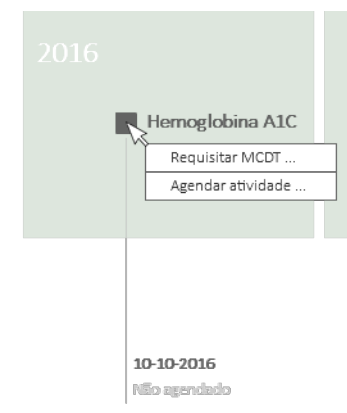 2016
Hemoglobina A1C
Requisitar MCDT ...
Agendar atividade ...
10-10-2016
Não agendado